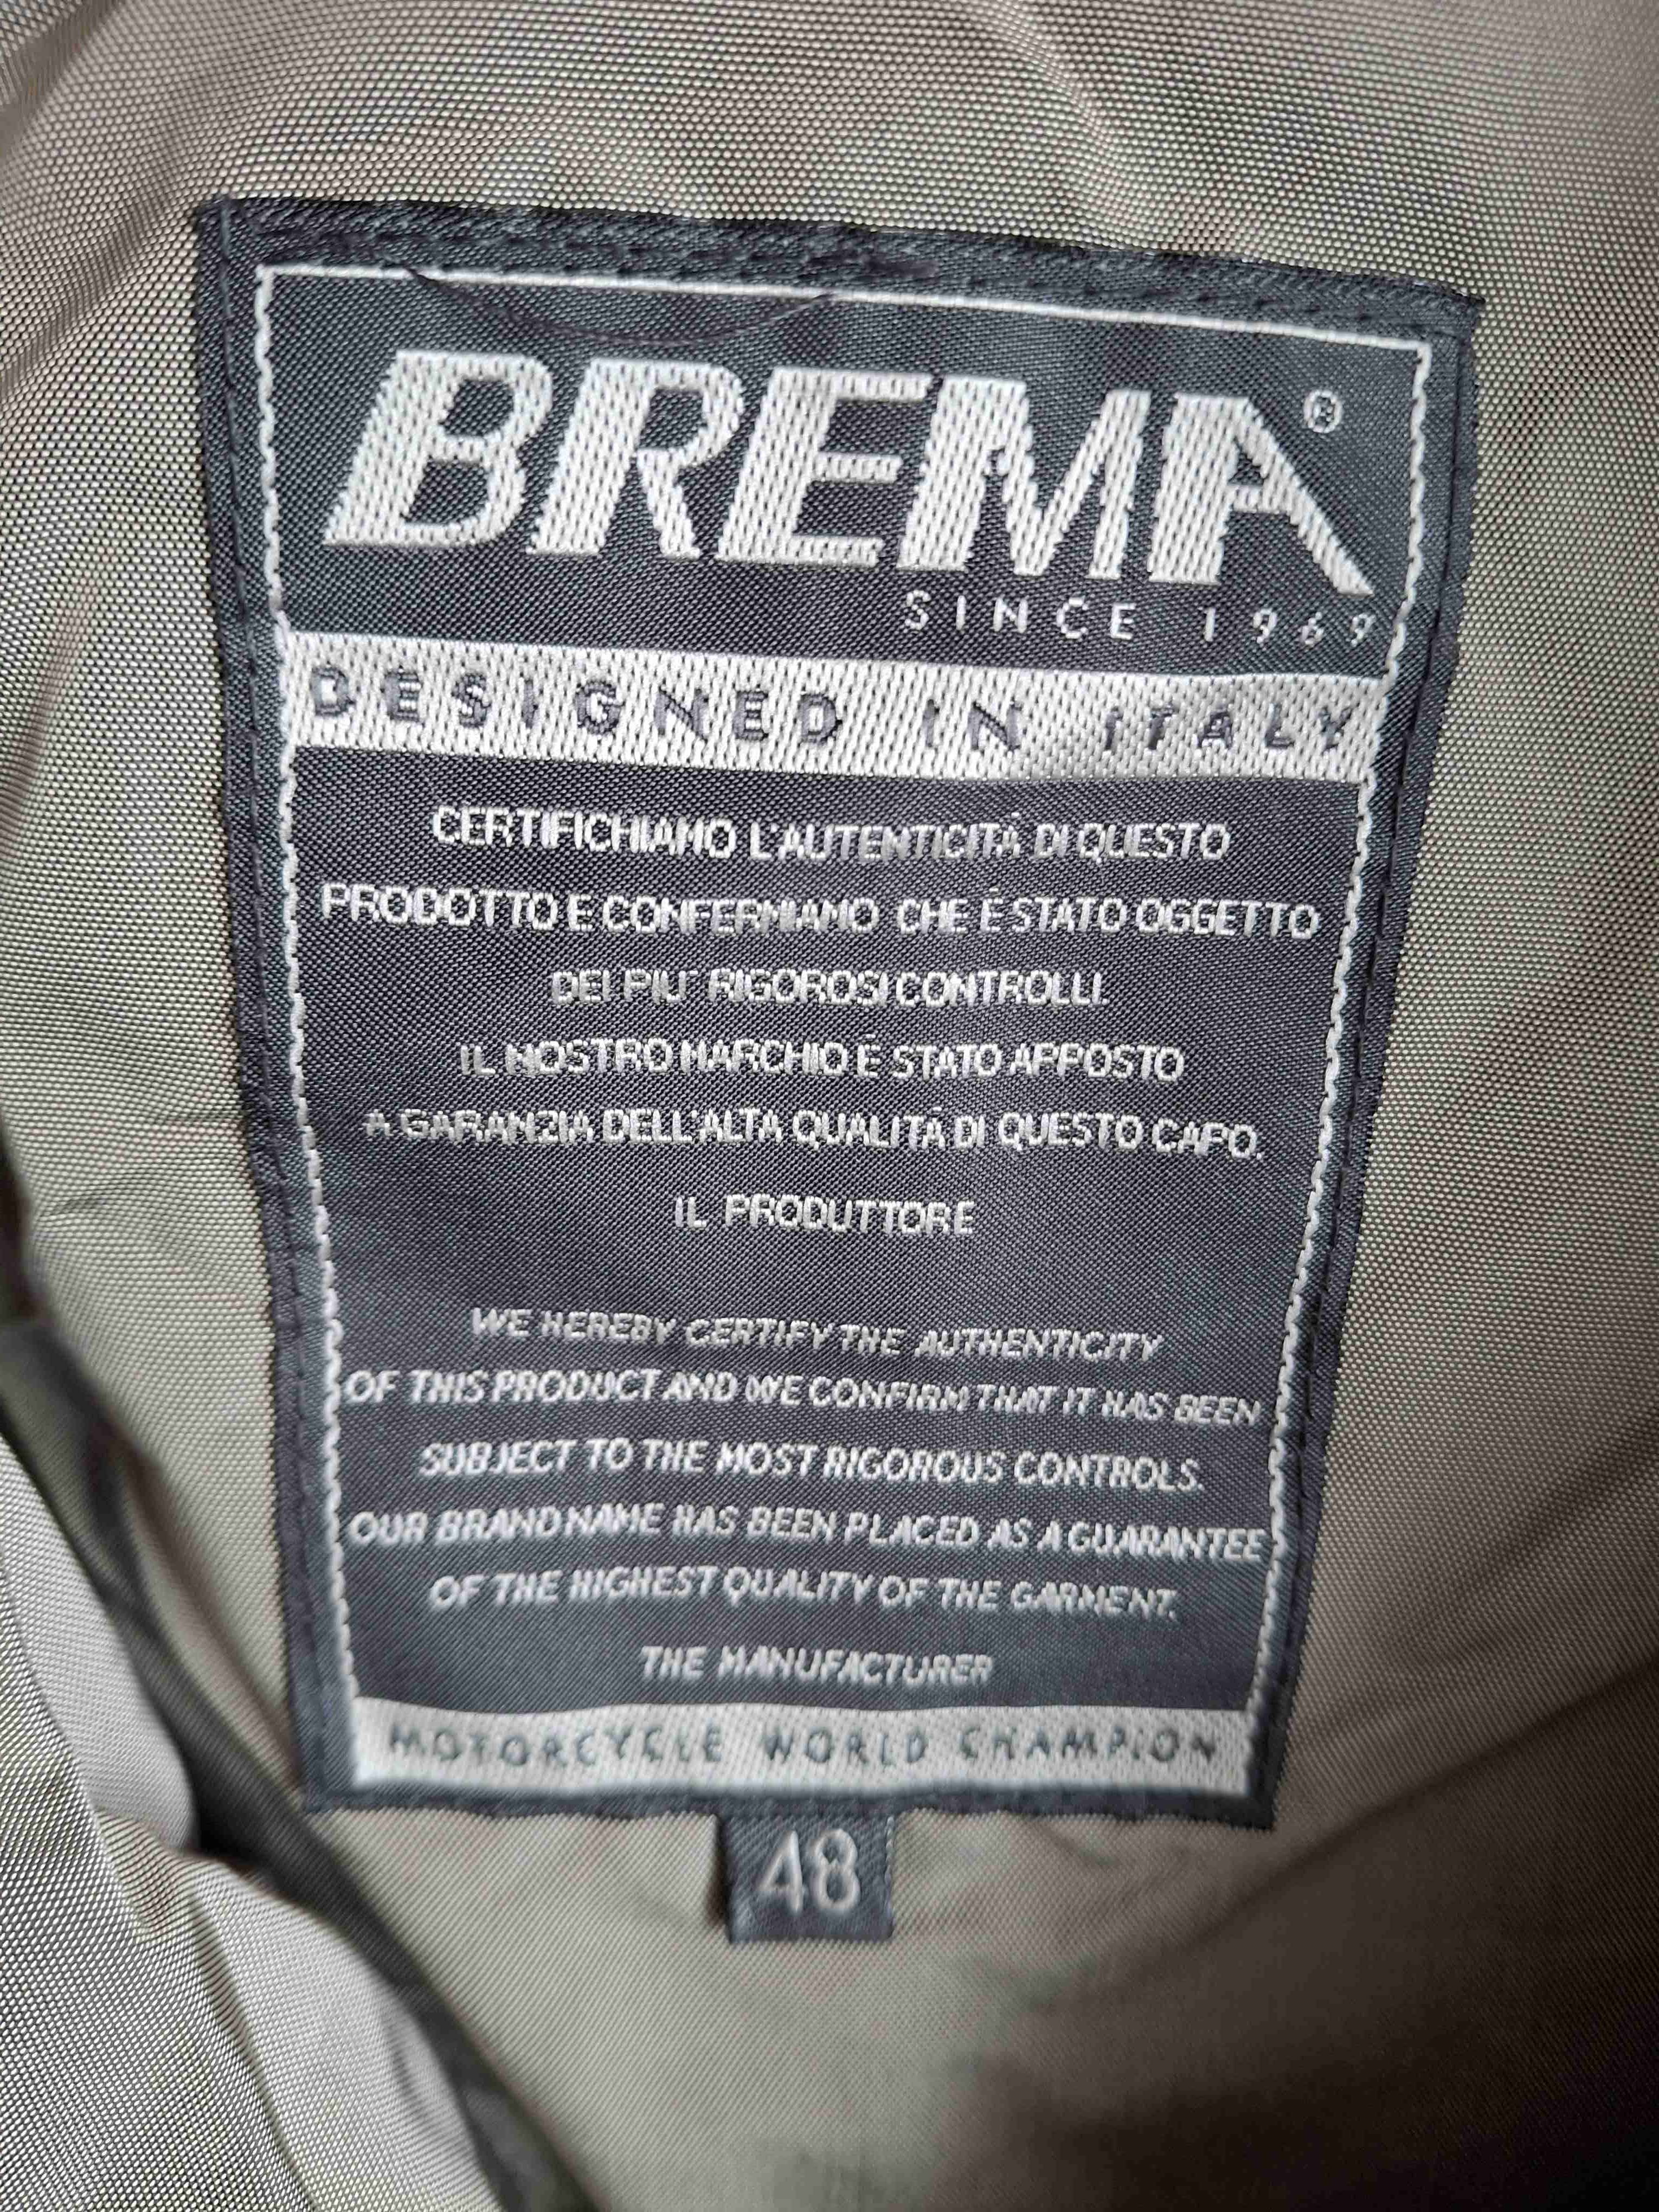 BREMA®
SINCE 1969
DESIGNED IN ITALY
CERTIFICHIAMO L'AUTENTICITÀ DI QUESTO
PRODOTTO E CONFERMIAMO CHE È STATO OGGETTO
DEI PIU' RIGOROSI CONTROLLI.
IL NOSTRO MARCHIO È STATO APPOSTO
A GARANZIA DELL'ALTA QUALITÀ DI QUESTO CAPO.
IL PRODUTTORE
WE HEREBY CERTIFY THE AUTHENTICITY
OF THIS PRODUCT AND WE CONFIRM THAT IT HAS BEEN
SUBJECT TO THE MOST RIGOROUS CONTROLS.
OUR BRAND NAME HAS BEEN PLACED AS A GUARANTEE
OF THE HIGHEST QUALITY OF THE GARMENT.
THE MANUFACTURER
MOTORCYCLE WORLD CHAMPION
48